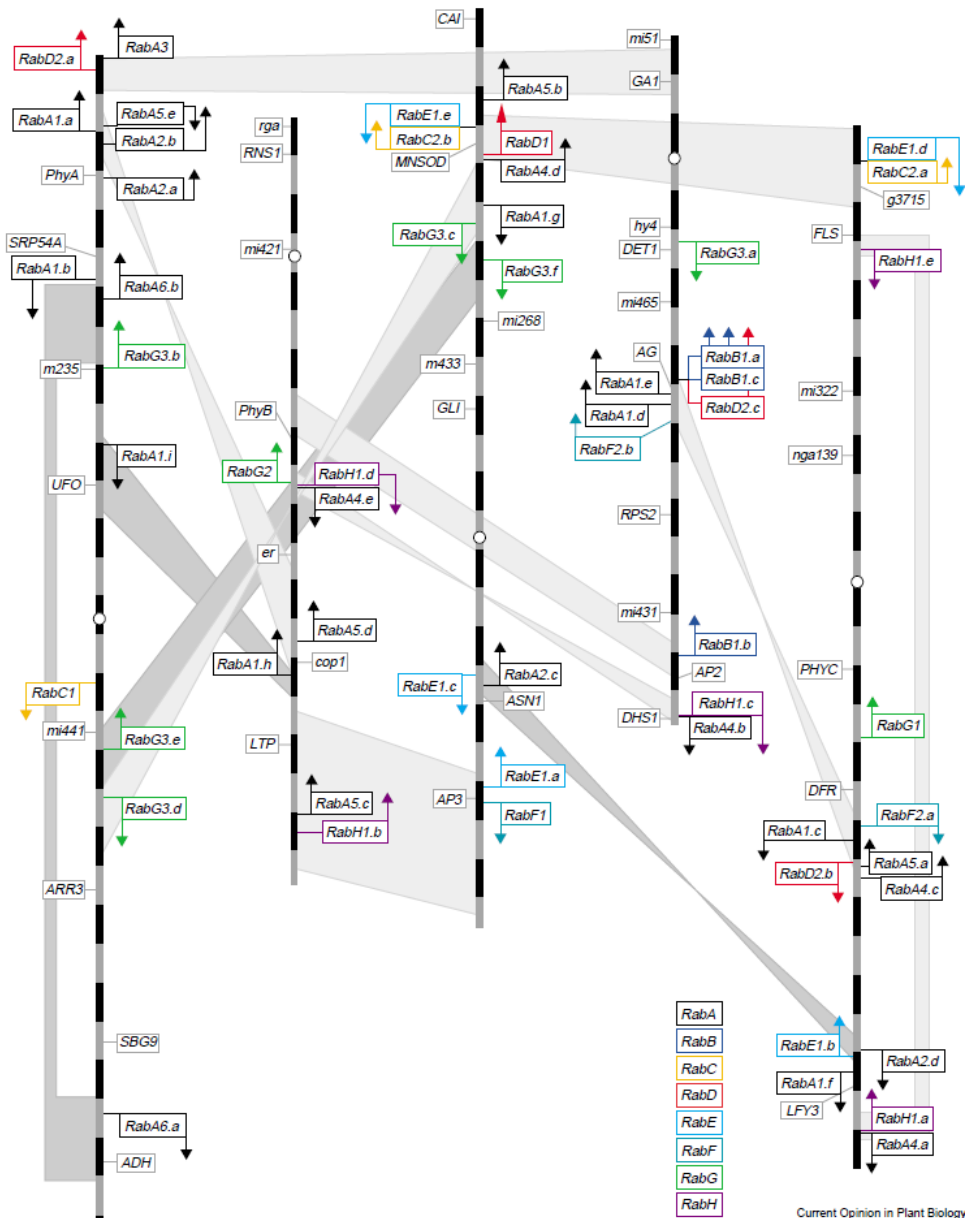 RabD2.a
RabA3
RabA1.a
RabA5.e
RabA2.b
PhyA
RabA2.a
SRP54A
RabA1.b
RabA6.b
RabG3.b
m235
RabA1.i
UFO
RabC1
mi441
RabG3.e
RabG3.d
ARR3
SBG9
RabA6.a
ADH
rga
RNS1
mi421
PhyB
RabG2
RabH1.d
RabA4.e
er
RabA5.d
RabA1.h
cop1
LTP
RabA5.c
RabH1.b
CAI
RabA5.b
RabE1.e
RabC2.b
RabD1
MNSOD
RabA4.d
RabA1.g
RabG3.c
RabG3.f
mi268
m433
GLI
RabA2.c
RabE1.c
ASN1
RabE1.a
AP3
RabF1
mi51
GA1
hy4
DET1
RabG3.a
mi465
AG
RabB1.a
RabA1.e
RabB1.c
RabD2.c
RabA1.d
RabF2.b
RPS2
mi431
RabB1.b
AP2
RabH1.c
DHS1
RabA4.b
RabE1.d
RabC2.a
g3715
FLS
RabH1.e
mi322
nga139
PHYC
RabG1
DFR
RabF2.a
RabA1.c
RabA5.a
RabD2.b
RabA4.c
RabE1.b
RabA2.d
RabA1.f
LFY3
RabH1.a
RabA4.a
RabA
RabB
RabC
RabD
RabE
RabF
RabG
RabH
Current Opinion in Plant Biology